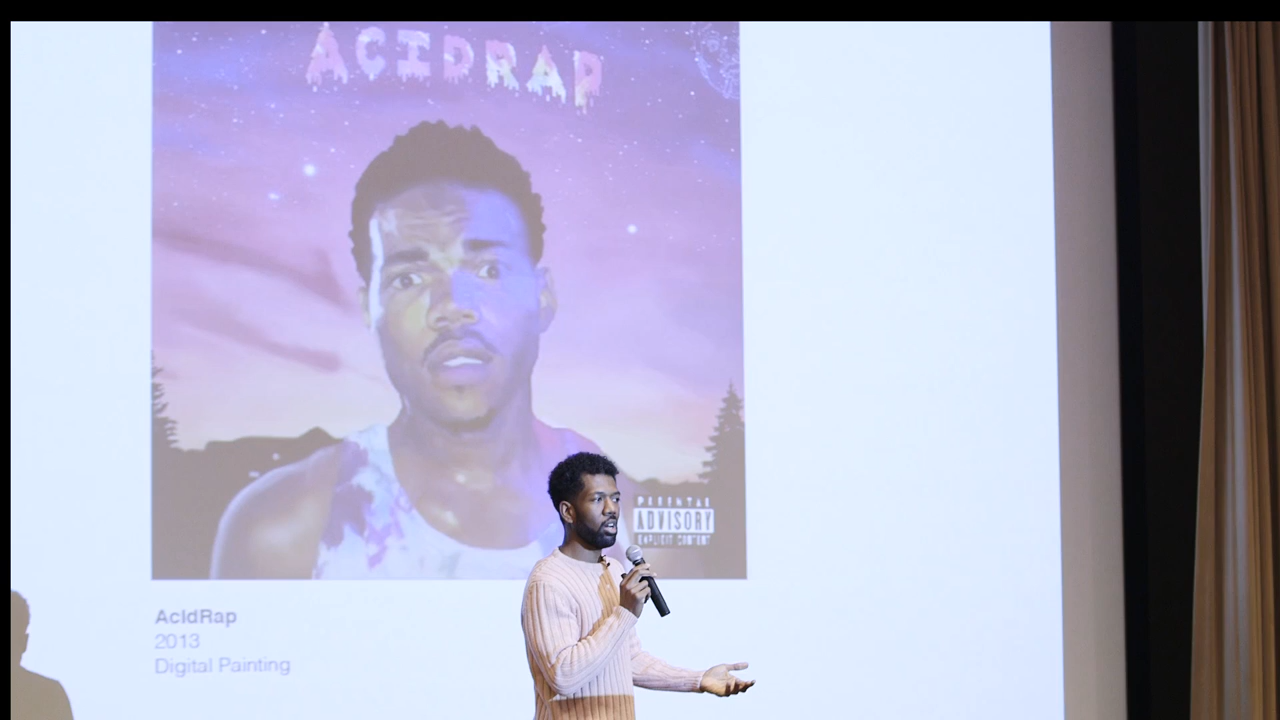 ACIDRAP
PARENTAL
ADVISORY
EXPLICIT CONTENT
AcidRap
2013
Digital Painting